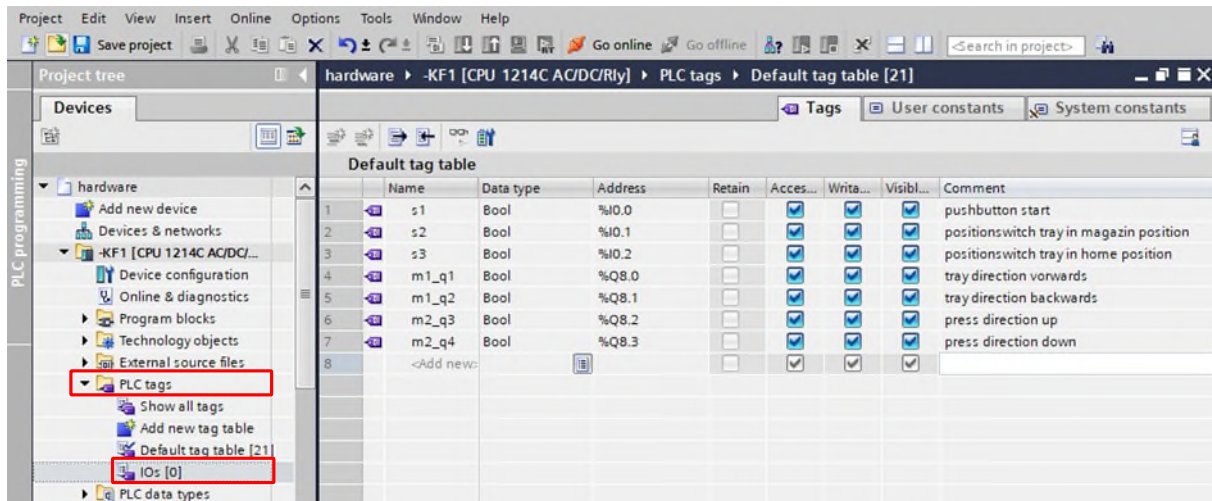 Project Edit View Insert Online Options Tools Window Help
Save project Go online Go offline <Search in project>
Project tree
hardware ▸ -KF1 [CPU 1214C AC/DC/Rly] ▸ PLC tags ▸ Default tag table [21]
Devices
Tags User constants System constants
Default tag table
PLC programming
hardware
Add new device
Devices & networks
-KF1 [CPU 1214C AC/DC/...
Device configuration
Online & diagnostics
Program blocks
Technology objects
External source files
PLC tags
Show all tags
Add new tag table
Default tag table [21]
IOs [0]
PLC data types
Name Data type Address Retain Acces... Writa... Visibl... Comment
1 s1 Bool %I0.0 pushbutton start
2 s2 Bool %I0.1 positionswitch tray in magazin position
3 s3 Bool %I0.2 positionswitch tray in home position
4 m1_q1 Bool %Q8.0 tray direction vorwards
5 m1_q2 Bool %Q8.1 tray direction backwards
6 m2_q3 Bool %Q8.2 press direction up
7 m2_q4 Bool %Q8.3 press direction down
8 <Add new>